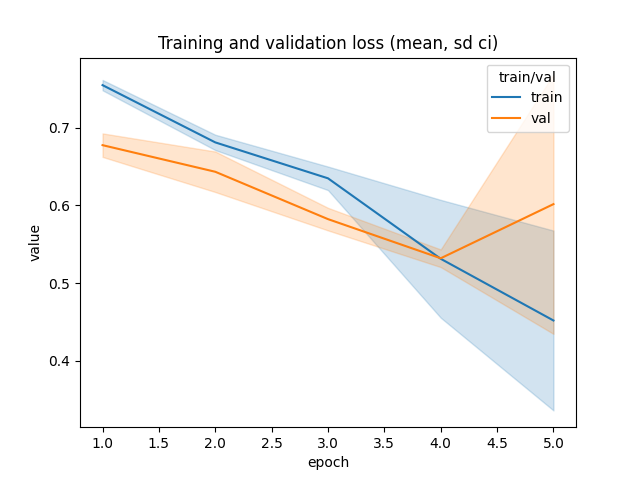 Training and validation loss (mean, sd ci)
train/val
train
val
value
0.7
0.6
0.5
0.4
1.0 1.5 2.0 2.5 3.0 3.5 4.0 4.5 5.0
epoch